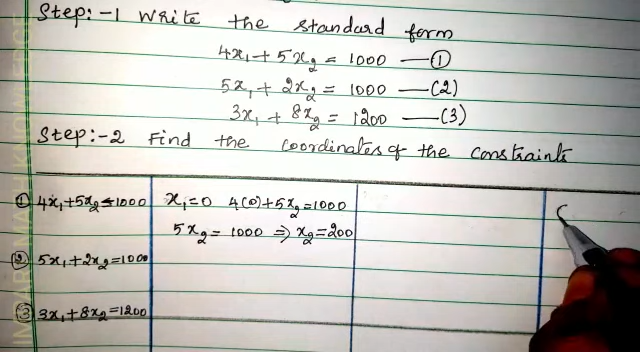 Step:-1 Write the standard form
4x₁ + 5x₂ = 1000 —(1)
5x₁ + 2x₂ = 1000 —(2)
3x₁ + 8x₂ = 1200 —(3)
Step:-2 Find the coordinates of the constraints
① 4x₁+5x₂=1000 x₁=0 4(0)+5x₂=1000
5x₂ = 1000 ⇒ x₂=200
② 5x₁+2x₂=1000
③ 3x₁+8x₂=1200